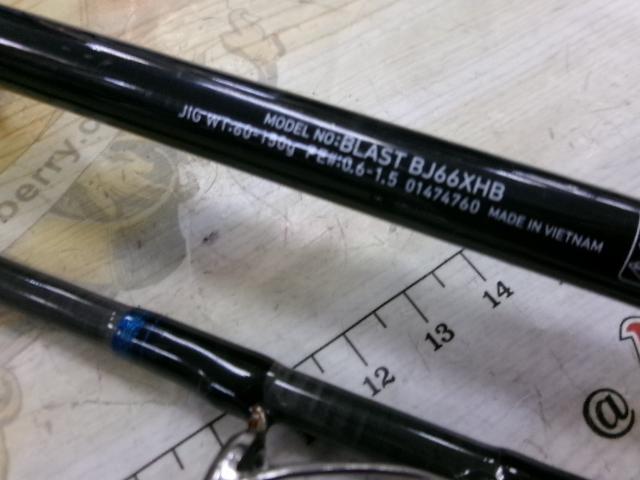 MODEL NO:BLAST BJ66XHB
JIG WT:60-150g PE#:0.6-1.5 01474760 MADE IN VIETNAM
berry.c
14
13
12
@